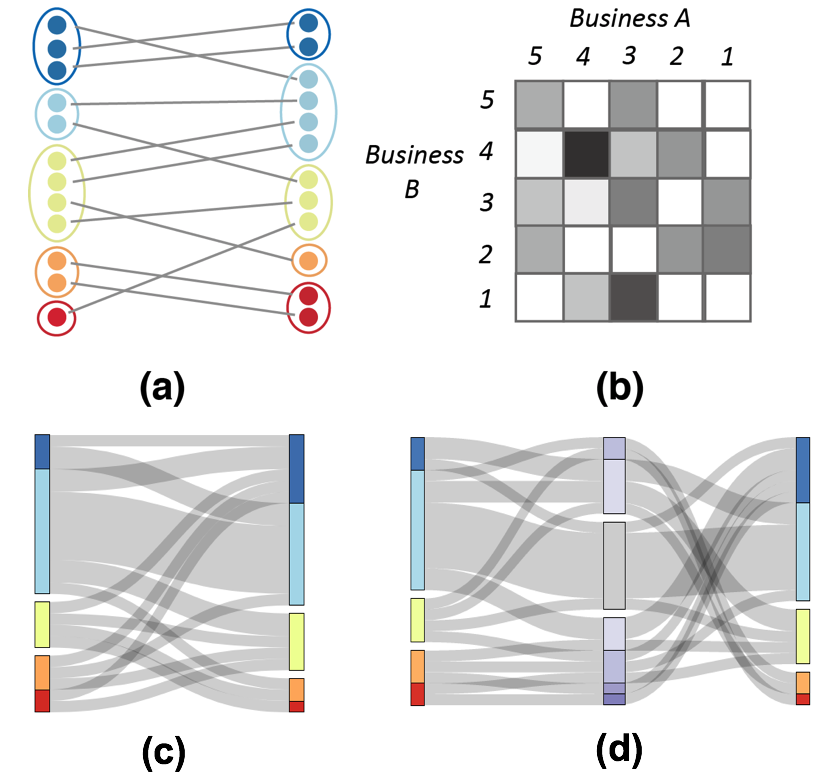 Business A
5 4 3 2 1
5
Business
B
4
3
2
1
(a)
(b)
(c)
(d)